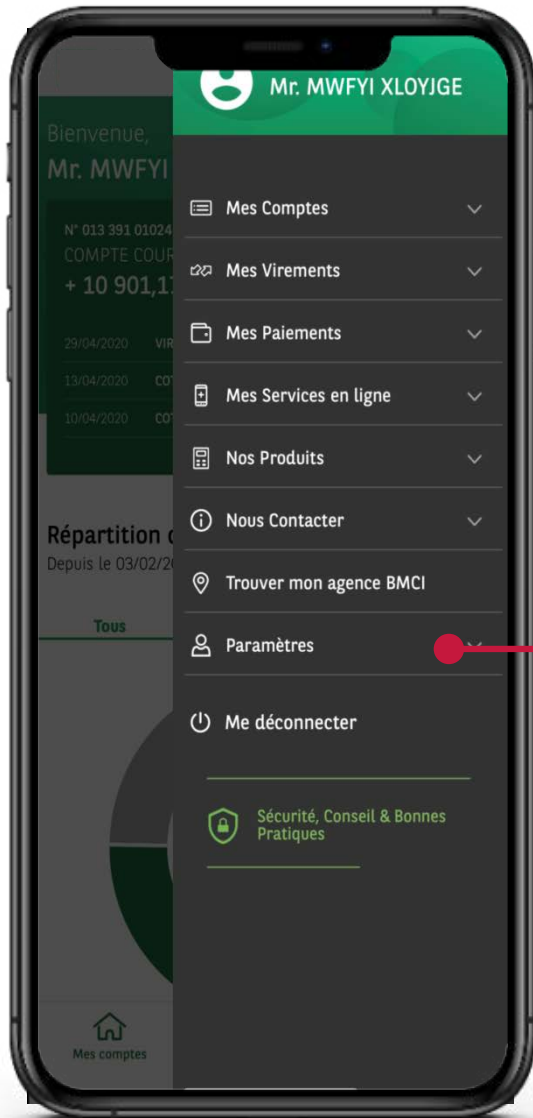 Mr. MWFYI XLOYJGE
Bienvenue,
Mr. MWFYI
N° 013 391 01024
COMPTE COUR
+ 10 901,17
29/04/2020 VIR
13/04/2020 COT
10/04/2020 COT
Répartition
Depuis le 03/02/20
Tous
Mes comptes
Mes Comptes
Mes Virements
Mes Paiements
Mes Services en ligne
Nos Produits
Nous Contacter
Trouver mon agence BMCI
Paramètres
Me déconnecter
Sécurité, Conseil & Bonnes
Pratiques